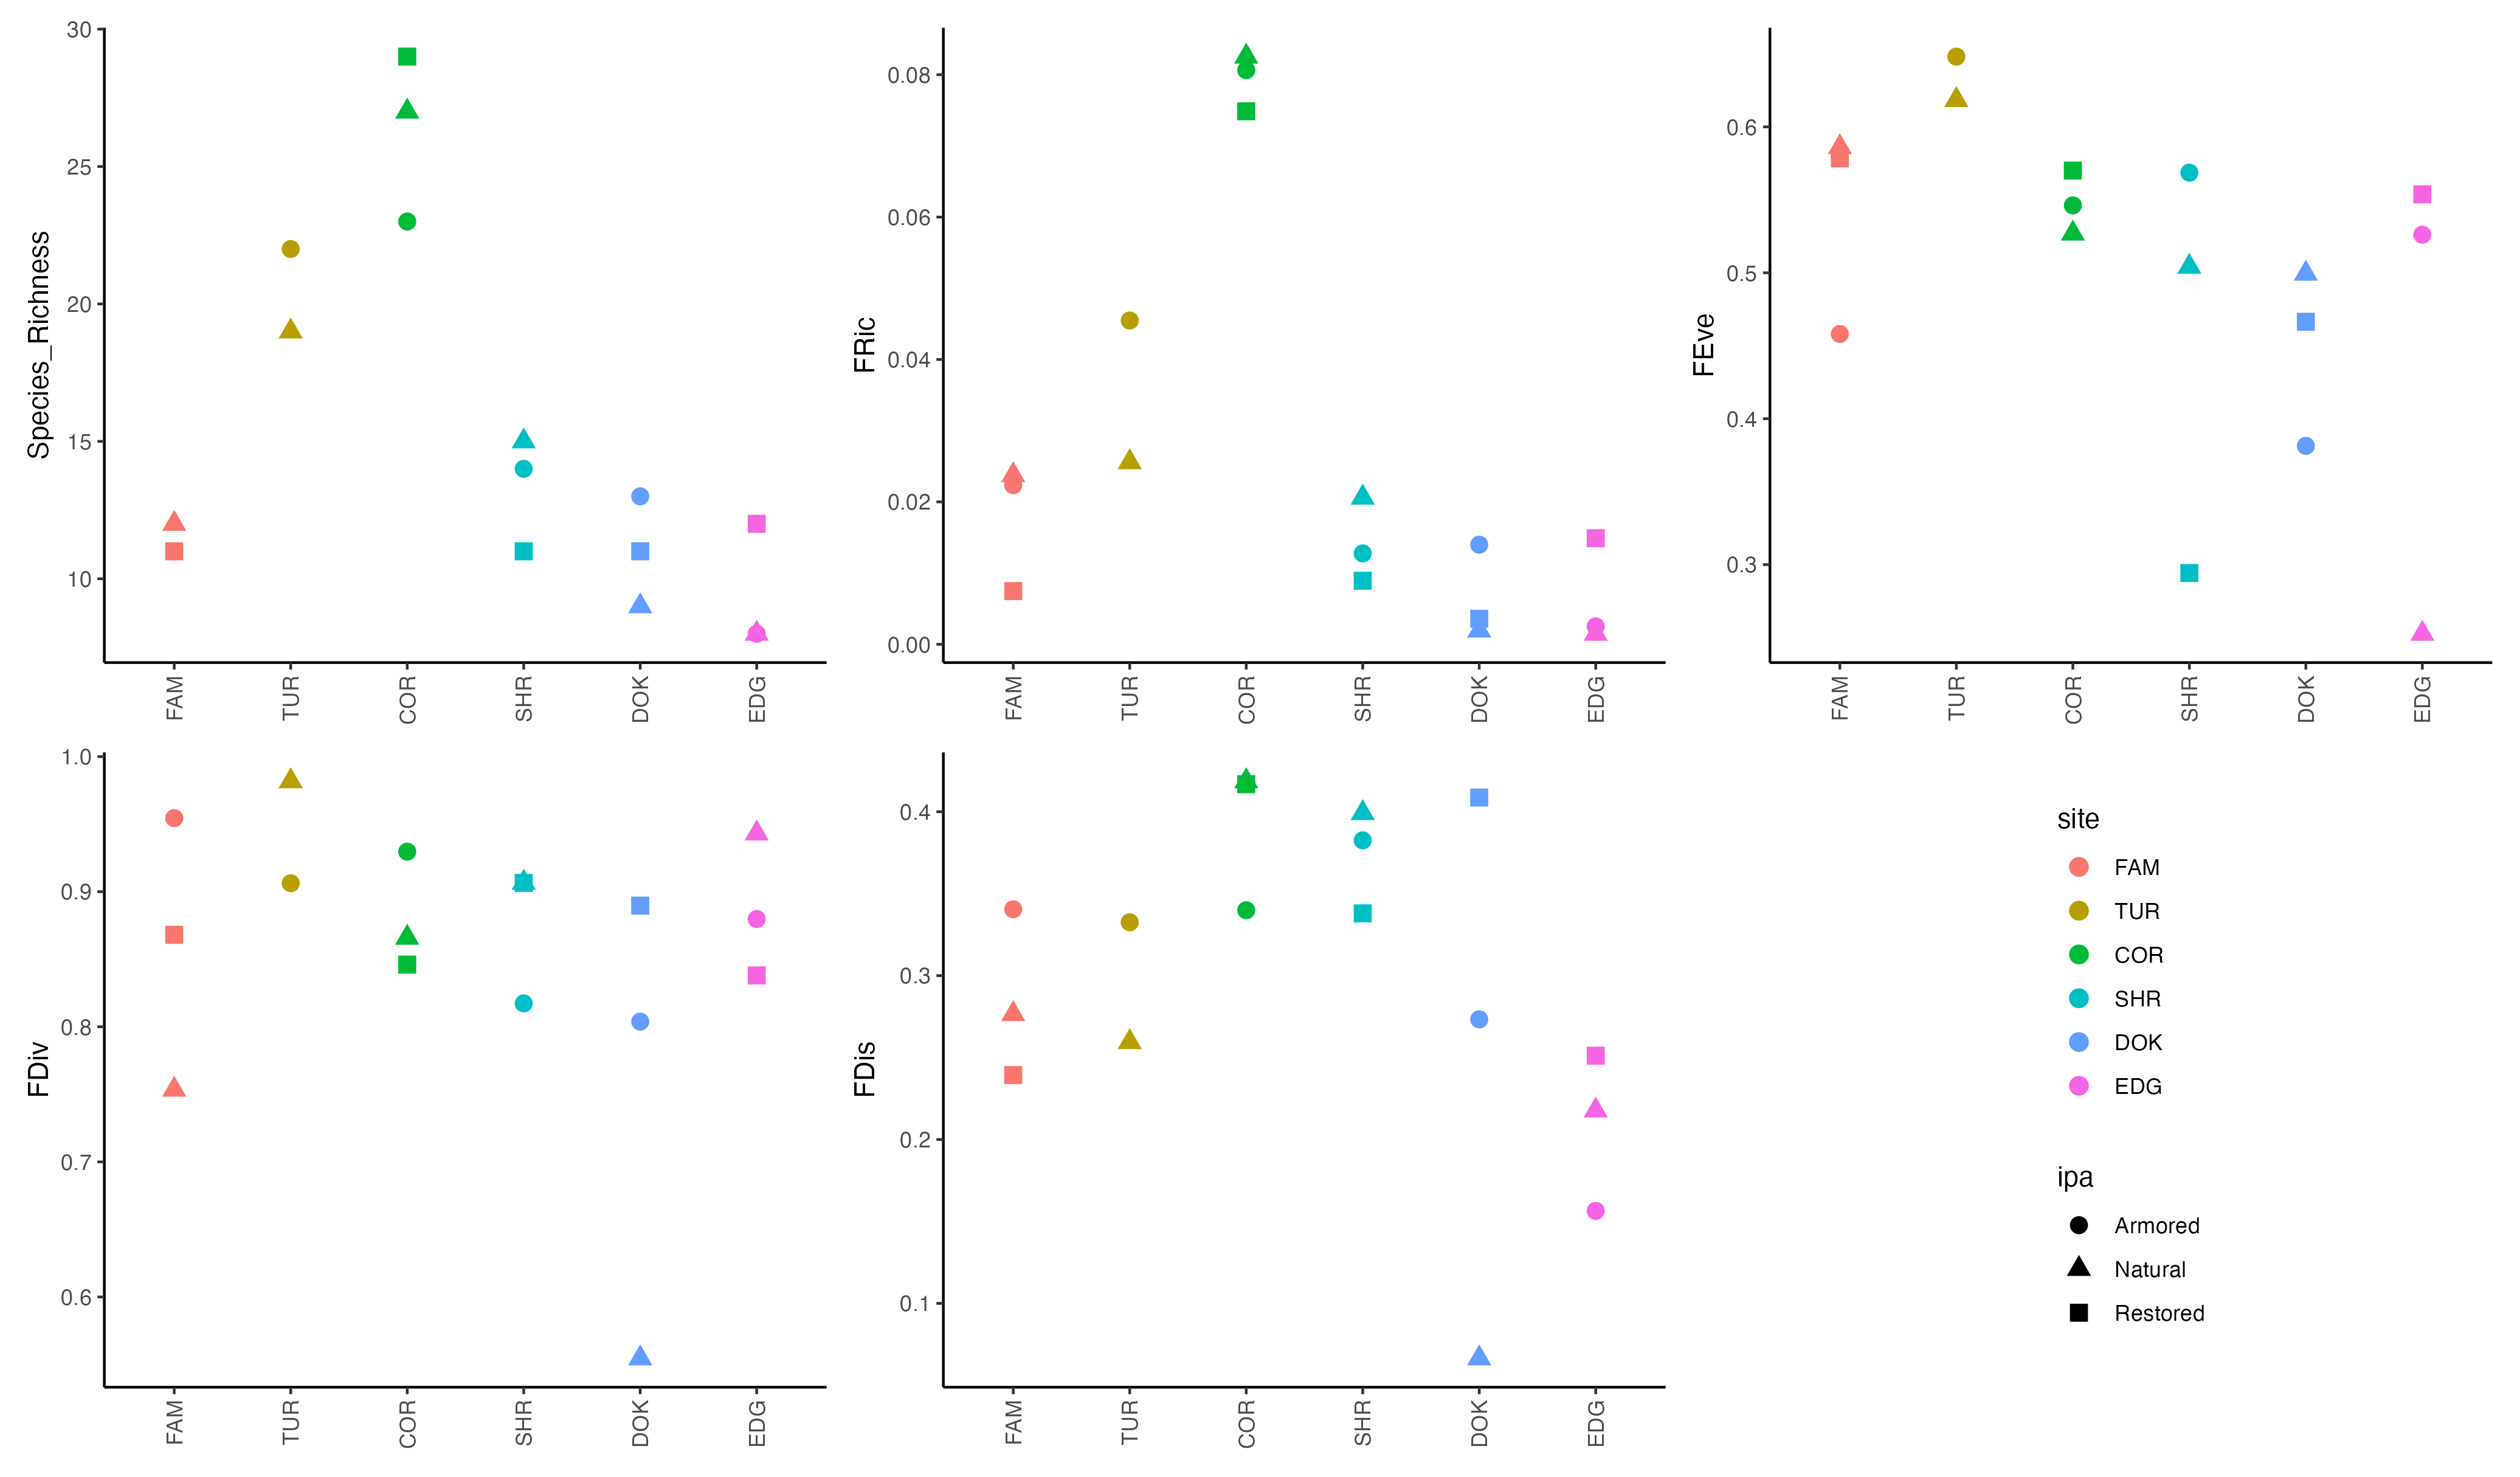 Species_Richness
30
25
20
15
10
FAM
TUR
COR
SHR
DOK
EDG
FRic
0.08
0.06
0.04
0.02
0.00
FAM
TUR
COR
SHR
DOK
EDG
FEve
0.6
0.5
0.4
0.3
FAM
TUR
COR
SHR
DOK
EDG
FDiv
1.0
0.9
0.8
0.7
0.6
FAM
TUR
COR
SHR
DOK
EDG
FDis
0.4
0.3
0.2
0.1
FAM
TUR
COR
SHR
DOK
EDG
site
FAM
TUR
COR
SHR
DOK
EDG
ipa
Armored
Natural
Restored